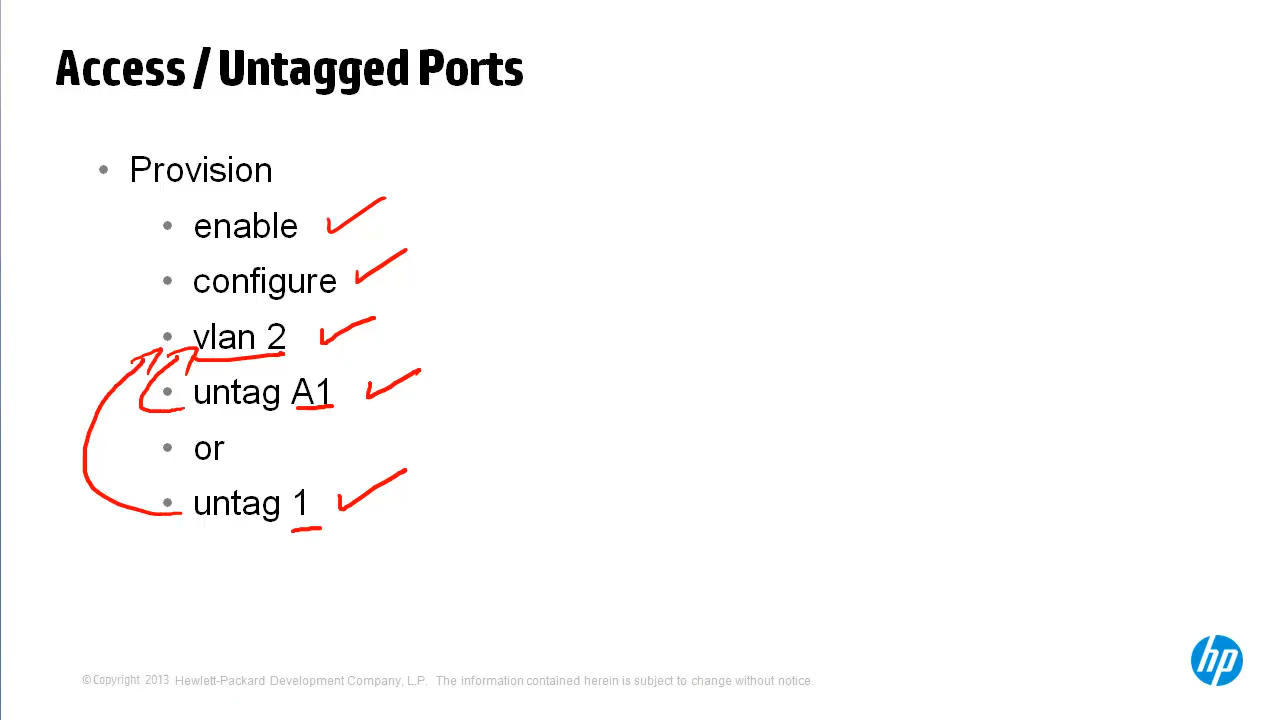 Access / Untagged Ports
• Provision
• enable
• configure
• vlan 2
• untag A1
• or
• untag 1
©Copyright 2013 Hewlett-Packard Development Company, L.P. The information contained herein is subject to change without notice.
hp